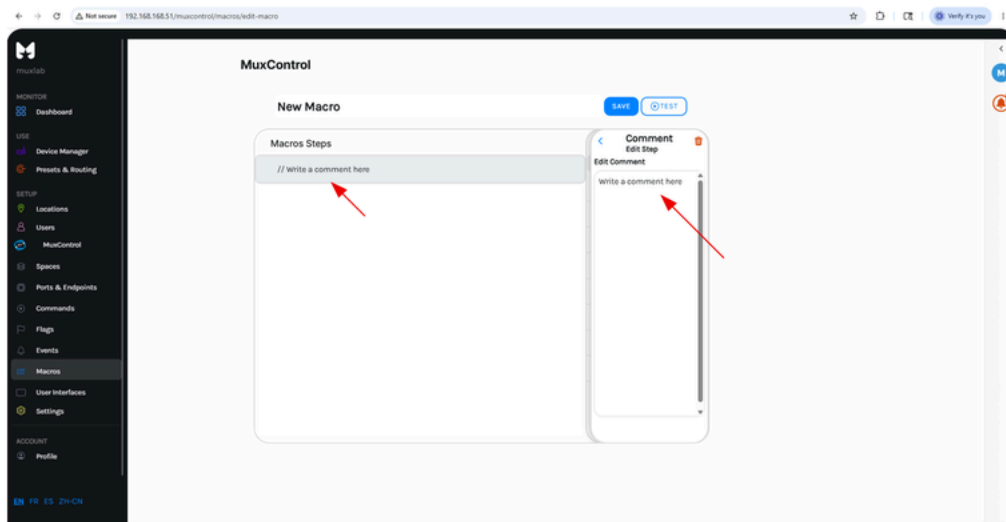 Not secure 192.168.168.51/muxcontrol/macros/edit-macro
Verify it's you
muxlab
MONITOR
Dashboard
USE
Device Manager
Presets & Routing
SETUP
Locations
Users
MuxControl
Spaces
Ports & Endpoints
Commands
Flags
Events
Macros
User Interfaces
Settings
ACCOUNT
Profile
EN FR ES ZH-CN
MuxControl
New Macro
SAVE
TEST
Macros Steps
// Write a comment here
Comment
Edit Step
Edit Comment
Write a comment here
M